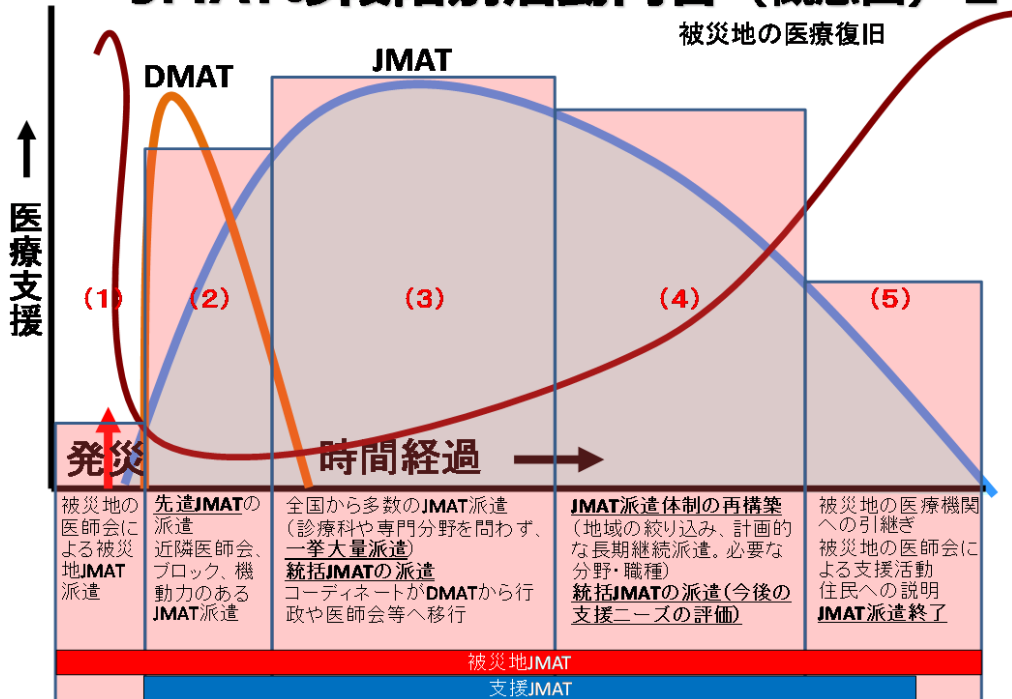 被災地の医療復旧
DMAT
JMAT
↑医療支援
(1)
(2)
(3)
(4)
(5)
発災
時間経過 →
被災地の
医師会に
よる被災
地JMAT
派遣
先遣JMATの
派遣
近隣医師会、
ブロック、機
動力のある
JMAT派遣
全国から多数のJMAT派遣
(診療科や専門分野を問わず、
一挙大量派遣)
統括JMATの派遣
コーディネートがDMATから行
政や医師会等へ移行
JMAT派遣体制の再構築
(地域の絞り込み、計画的
な長期継続派遣。必要な
分野・職種)
統括JMATの派遣(今後の
支援ニーズの評価)
被災地の医療機関
への引継ぎ
被災地の医師会に
よる支援活動
住民への説明
JMAT派遣終了
被災地JMAT
支援JMAT